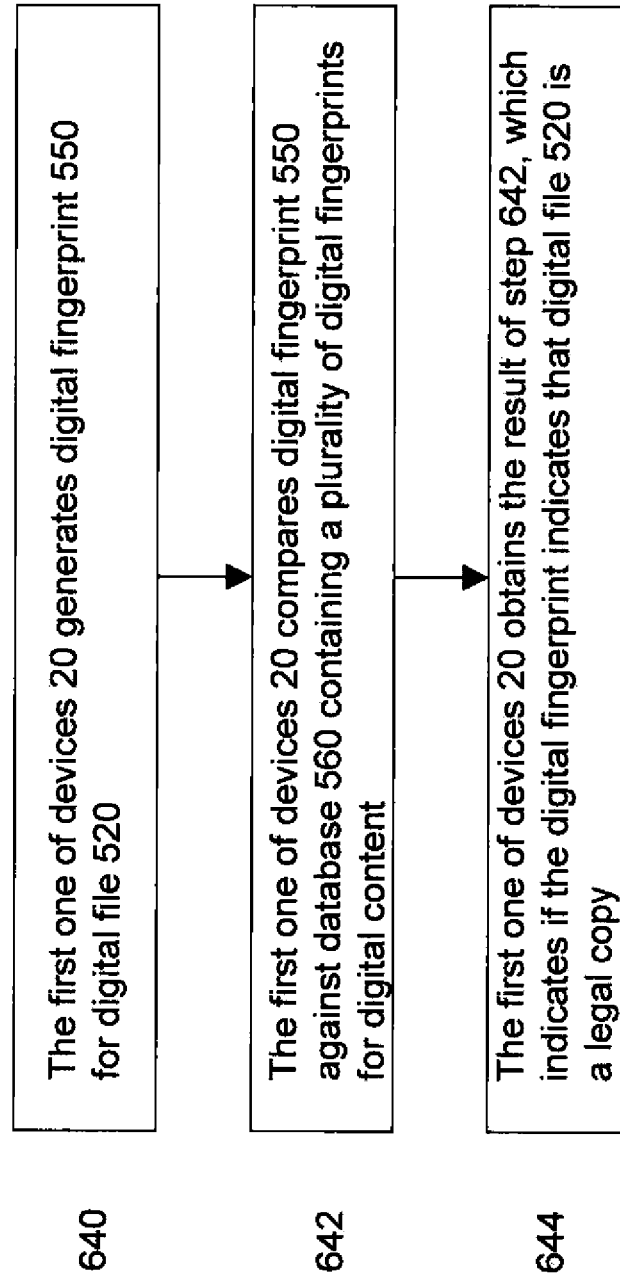 640
The first one of devices 20 generates digital fingerprint 550
for digital file 520
642
The first one of devices 20 compares digital fingerprint 550
against database 560 containing a plurality of digital fingerprints
for digital content
644
The first one of devices 20 obtains the result of step 642, which
indicates if the digital fingerprint indicates that digital file 520 is
a legal copy